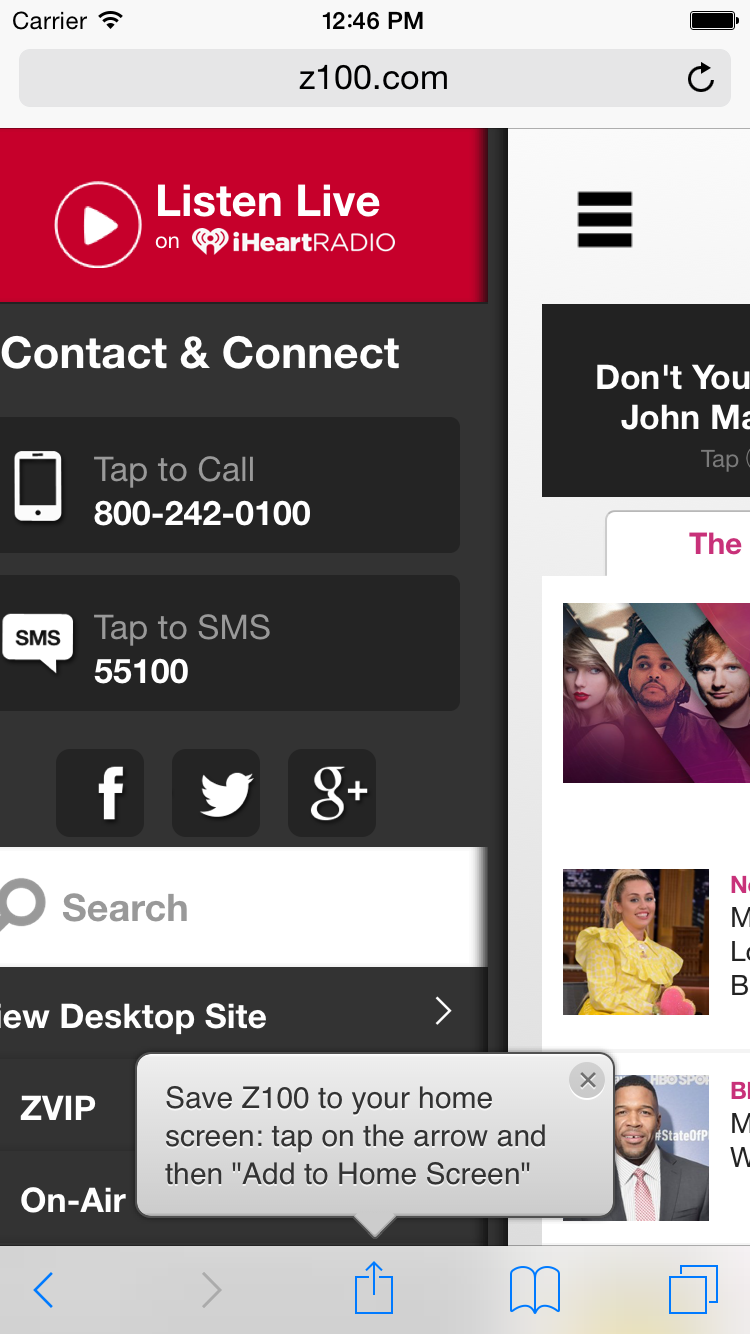 Carrier 12:46 PM
z100.com
Listen Live
on iHeartRADIO
Contact & Connect
Tap to Call
800-242-0100
Tap to SMS
SMS
55100
f
g+
Search
iew Desktop Site
ZVIP
On-Air
Don't You
John Ma
Tap
The
No
M
Lo
B
HBO SPO
#StateOfP
Bl
M
W
Save Z100 to your home
screen: tap on the arrow and
then "Add to Home Screen"